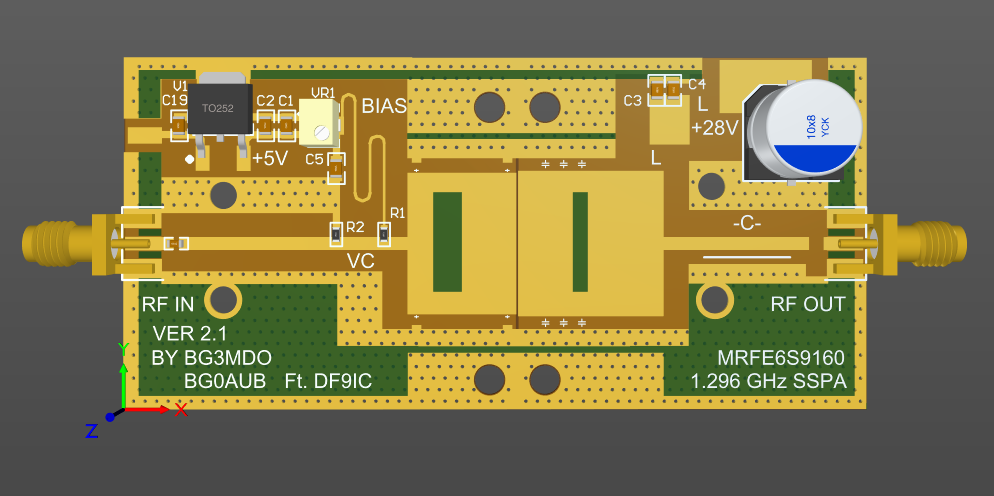 V1
C19
TO252
C2 C1
VR1
BIAS
+5V
C5
C3
C4
L
+28V
L
10x8
YCK
R2
R1
VC
-C-
RF IN
RF OUT
VER 2.1
BY BG3MDO
BG0AUB Ft. DF9IC
MRFE6S9160
1.296 GHz SSPA
Y
X
Z